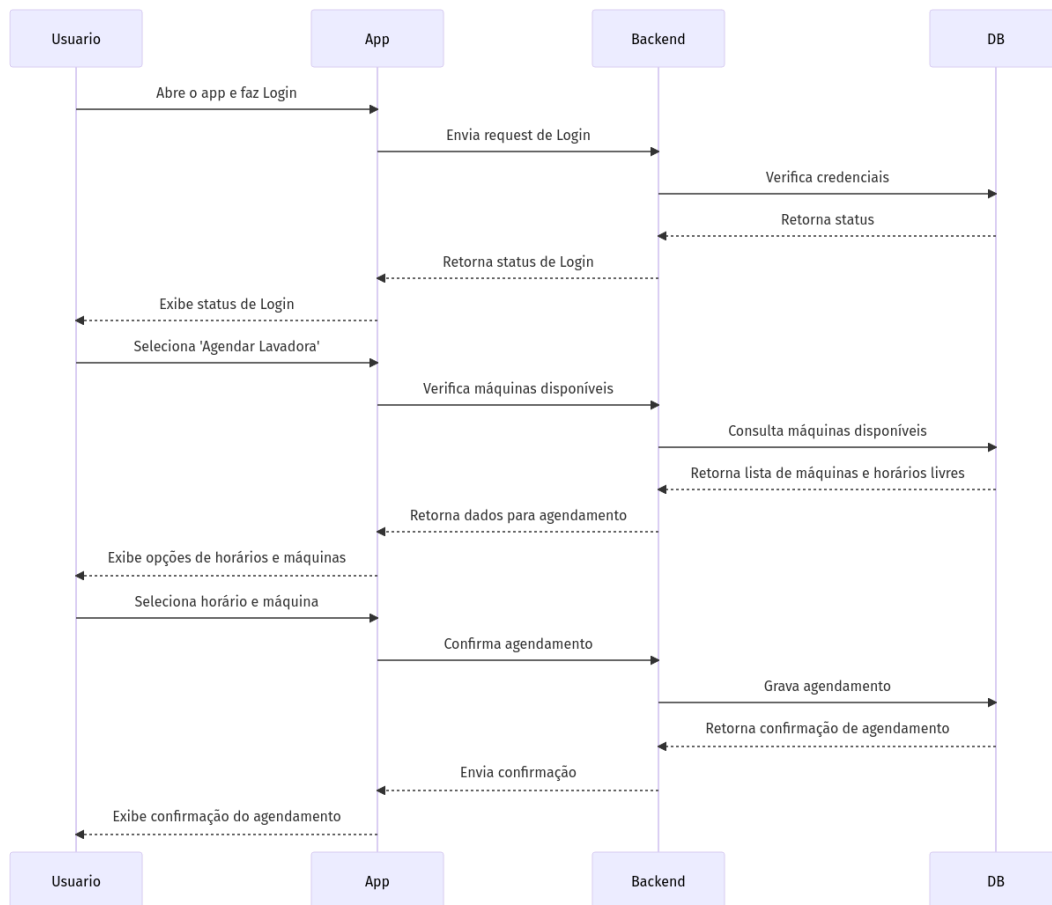 Usuario
App
Backend
DB
Abre o app e faz Login
Envia request de Login
Verifica credenciais
Retorna status
Retorna status de Login
Exibe status de Login
Seleciona 'Agendar Lavadora'
Verifica máquinas disponíveis
Consulta máquinas disponíveis
Retorna lista de máquinas e horários livres
Retorna dados para agendamento
Exibe opções de horários e máquinas
Seleciona horário e máquina
Confirma agendamento
Grava agendamento
Retorna confirmação de agendamento
Envia confirmação
Exibe confirmação do agendamento
Usuario
App
Backend
DB